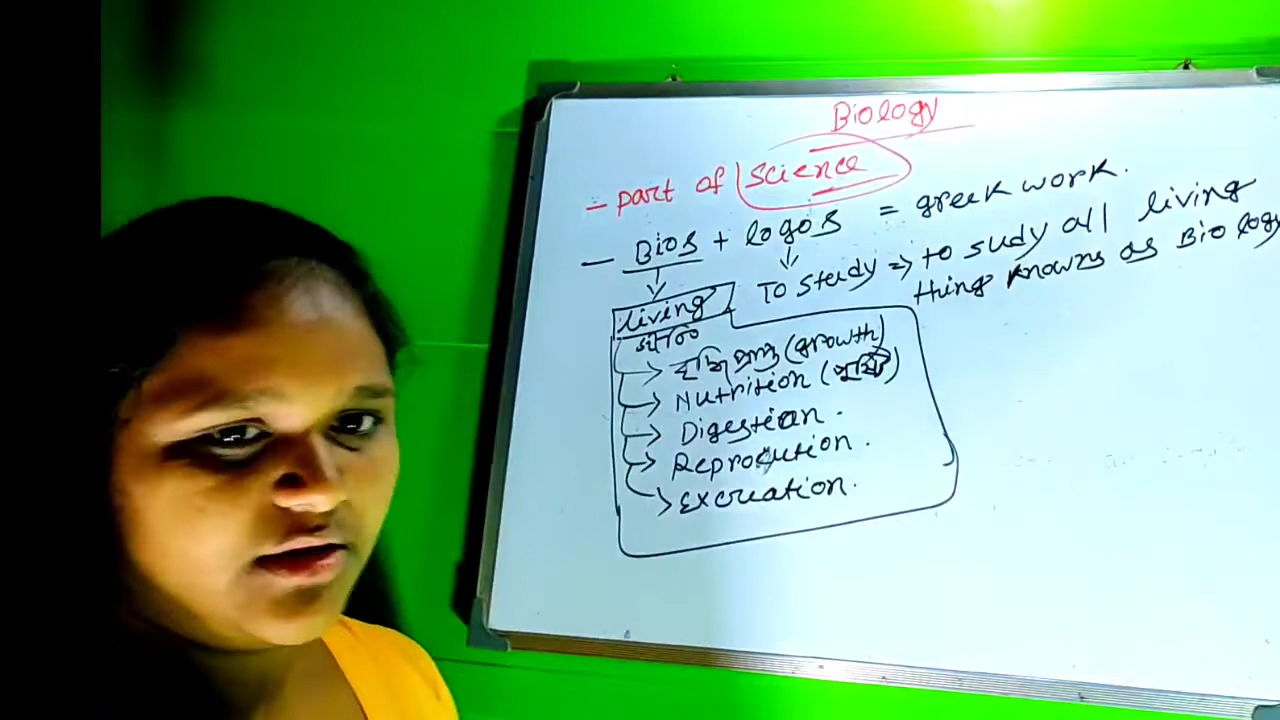 Biology
- part of Science
- Bios + logos = greek work.
living To study => to sudy all living
thing knowns as Biology
(growth)
Nutrition (পুষ্টি)
Digestion.
Reprocution.
Excreation.